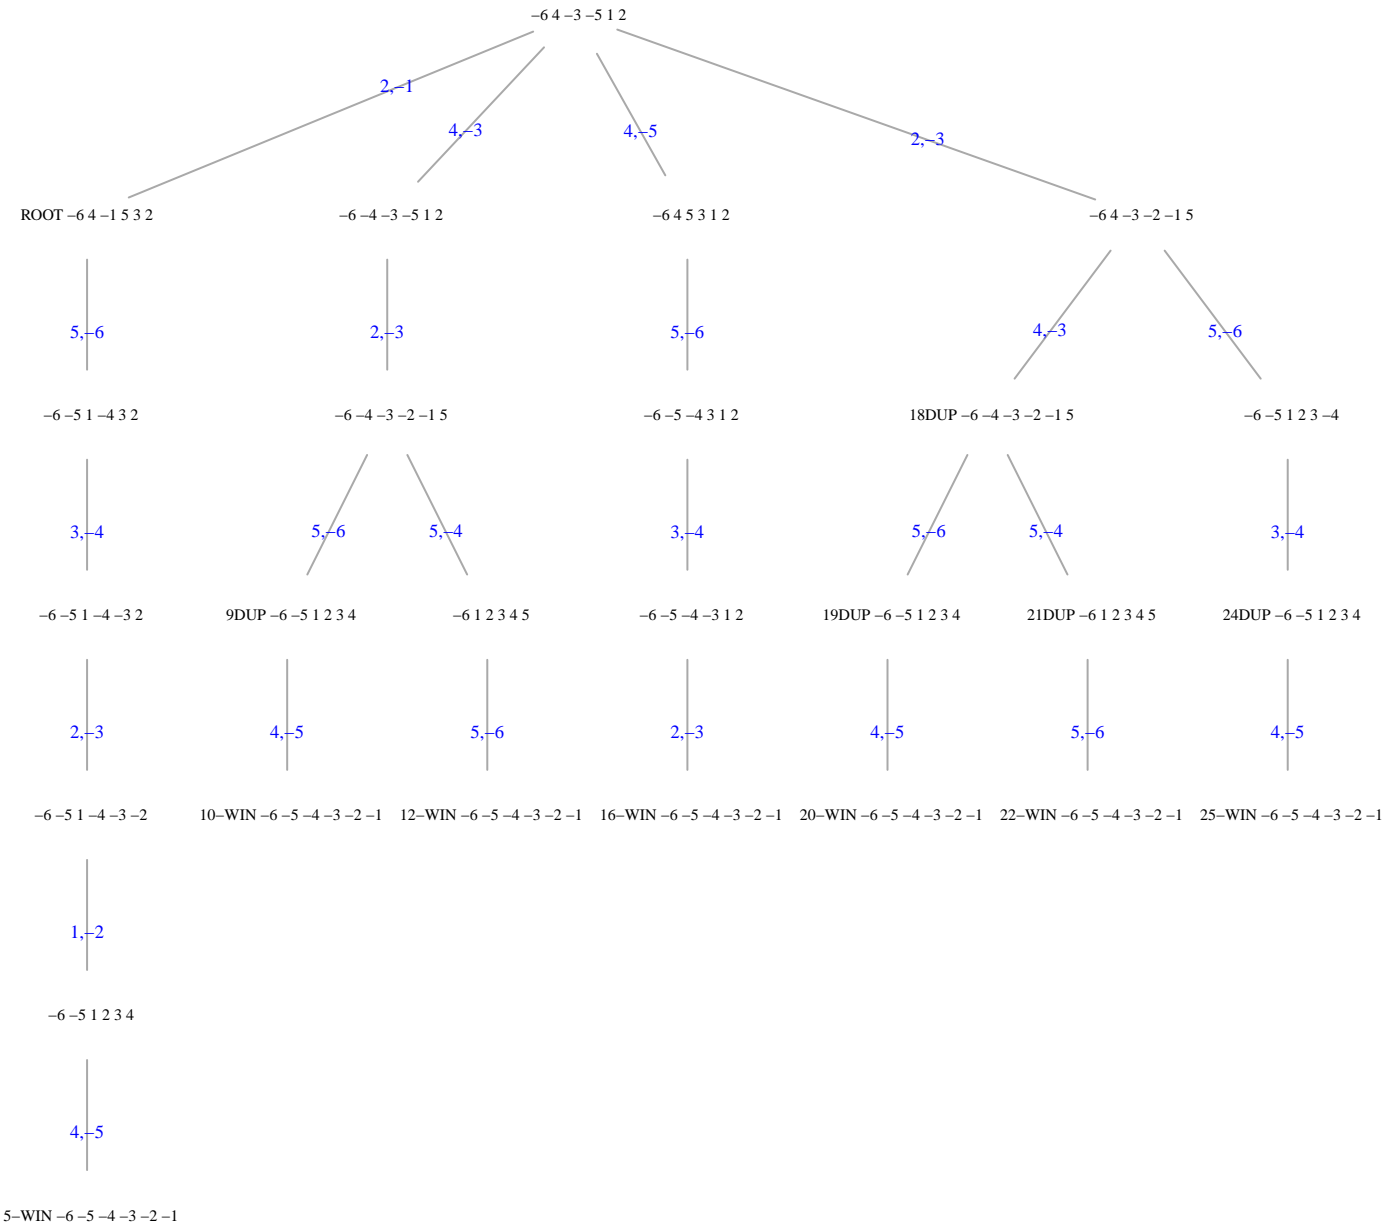 −6 4 −3 −5 1 2
2,−1
4,−3
4,−5
2,−3
ROOT −6 4 −1 5 3 2
−6 −4 −3 −5 1 2
−6 4 5 3 1 2
−6 4 −3 −2 −1 5
5,−6
2,−3
5,−6
4,−3
5,−6
−6 −5 1 −4 3 2
−6 −4 −3 −2 −1 5
−6 −5 −4 3 1 2
18DUP −6 −4 −3 −2 −1 5
−6 −5 1 2 3 −4
3,−4
5,−6
5,−4
3,−4
5,−6
5,−4
3,−4
−6 −5 1 −4 −3 2
9DUP −6 −5 1 2 3 4
−6 1 2 3 4 5
−6 −5 −4 −3 1 2
19DUP −6 −5 1 2 3 4
21DUP −6 1 2 3 4 5
24DUP −6 −5 1 2 3 4
2,−3
4,−5
5,−6
2,−3
4,−5
5,−6
4,−5
−6 −5 1 −4 −3 −2
10−WIN −6 −5 −4 −3 −2 −1
12−WIN −6 −5 −4 −3 −2 −1
16−WIN −6 −5 −4 −3 −2 −1
20−WIN −6 −5 −4 −3 −2 −1
22−WIN −6 −5 −4 −3 −2 −1
25−WIN −6 −5 −4 −3 −2 −1
1,−2
−6 −5 1 2 3 4
4,−5
5−WIN −6 −5 −4 −3 −2 −1